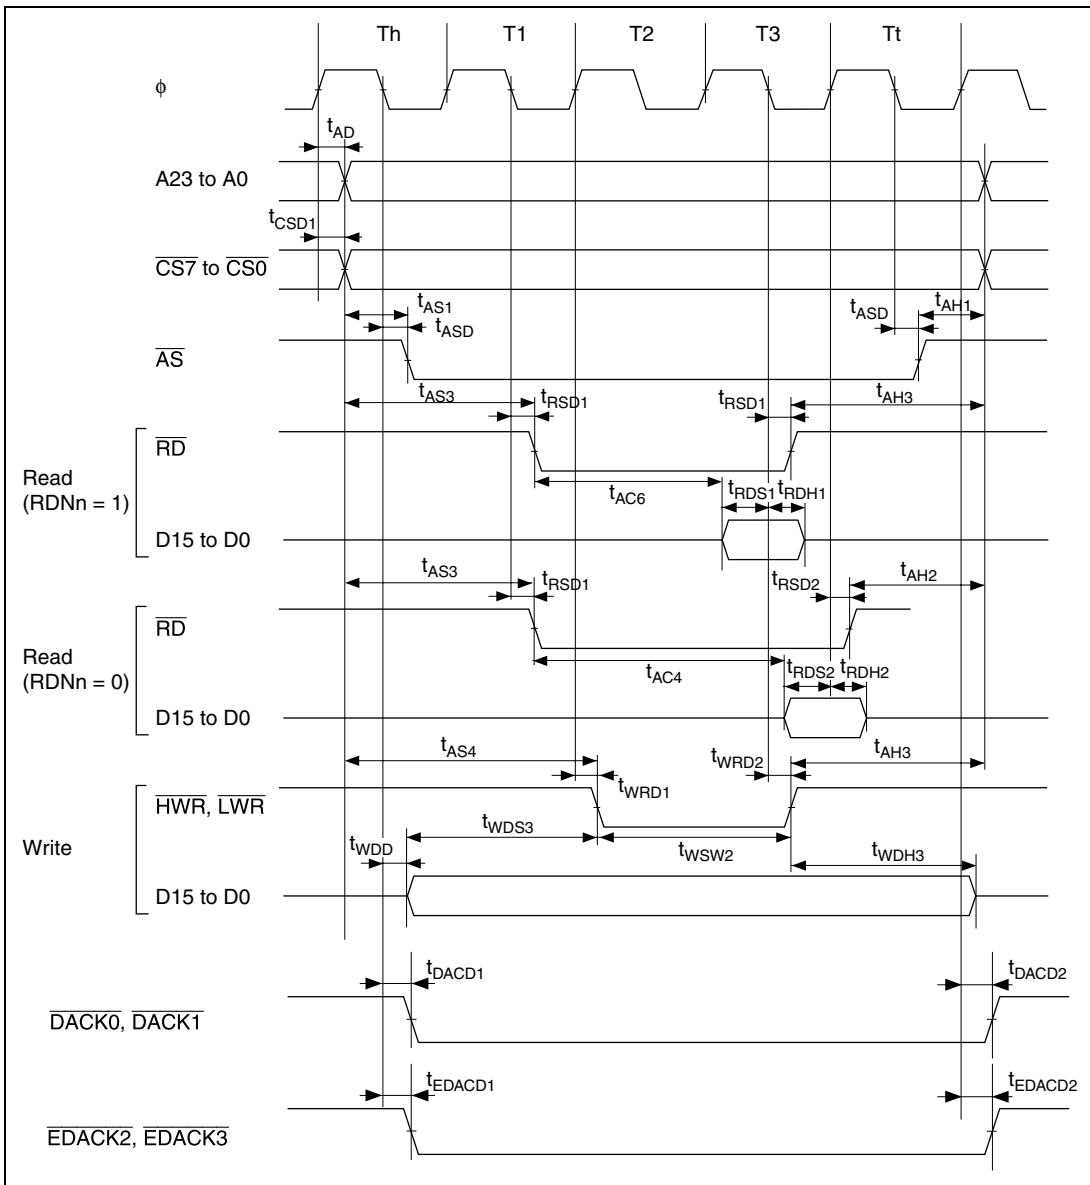 Th T1 T2 T3 Tt
ϕ
tAD
A23 to A0
tCSD1
CS7 to CS0
tAS1
tASD
tASD
tAH1
AS
tAS3
tRSD1
tRSD1
tAH3
Read
(RDNn = 1)
RD
tAC6
tRDS1
tRDH1
D15 to D0
tAS3
tRSD1
tRSD2
tAH2
Read
(RDNn = 0)
RD
tAC4
tRDS2
tRDH2
D15 to D0
tAS4
tWRD1
tWRD2
tAH3
Write
HWR, LWR
tWDD
tWDS3
tWSW2
tWDH3
D15 to D0
tDACD1
tDACD2
DACK0, DACK1
tEDACD1
tEDACD2
EDACK2, EDACK3